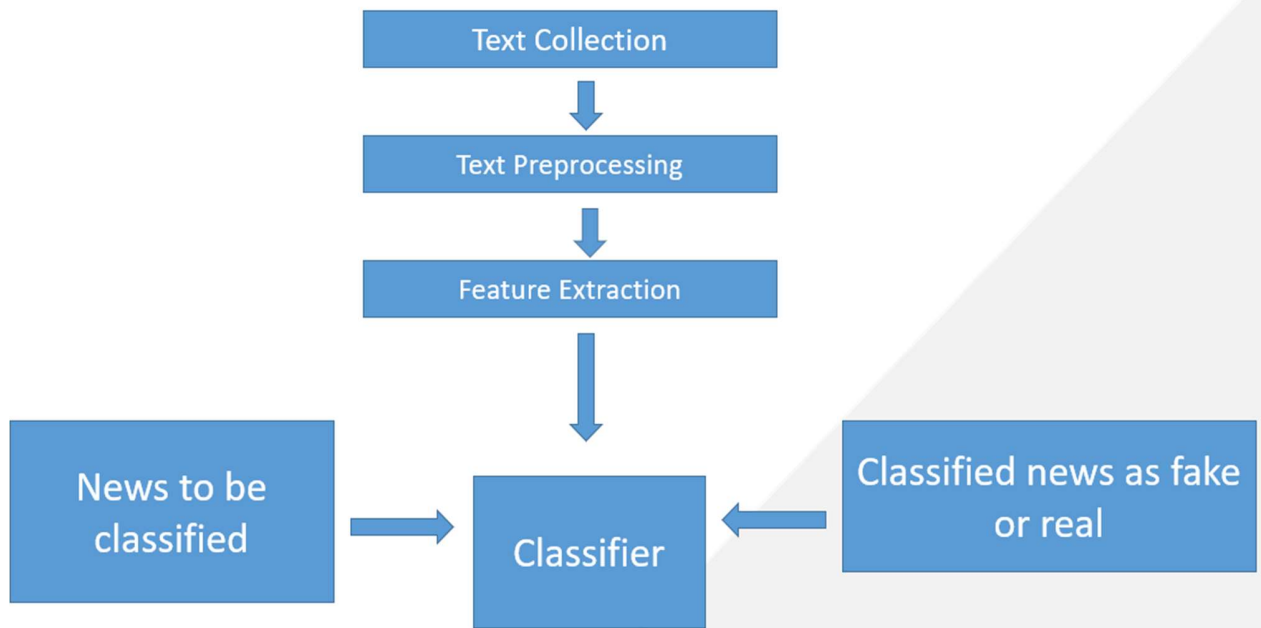 Text Collection
Text Preprocessing
Feature Extraction
News to be
classified
Classifier
Classified news as fake
or real